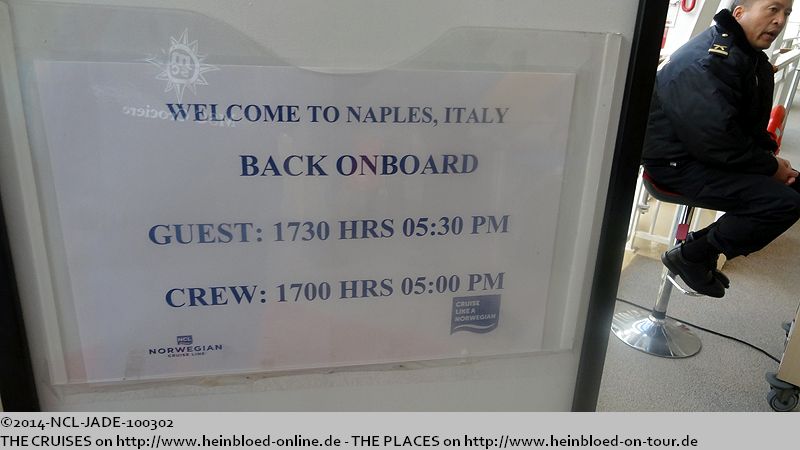 WELCOME TO NAPLES, ITALY
BACK ONBOARD
GUEST: 1730 HRS 05:30 PM
CREW: 1700 HRS 05:00 PM
CRUISE
LIKE A
NORWEGIAN
NCL
NORWEGIAN
CRUISE LINE
©2014-NCL-JADE-100302
THE CRUISES on http://www.heinbloed-online.de - THE PLACES on http://www.heinbloed-on-tour.de